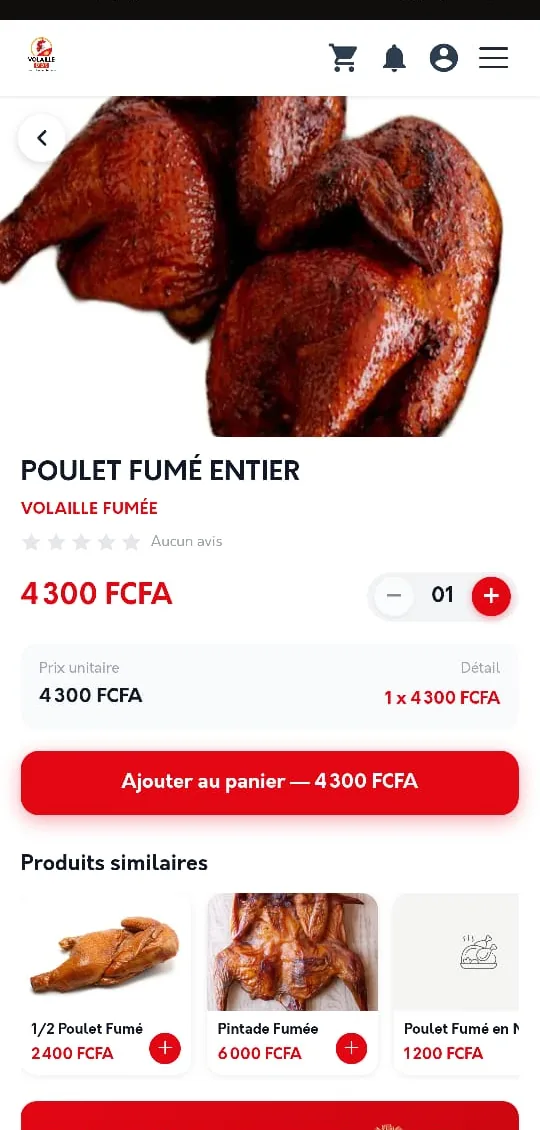 VOLAILLE
POULET FUMÉ ENTIER
VOLAILLE FUMÉE
Aucun avis
4 300 FCFA
01
Prix unitaire
Détail
4 300 FCFA
1 x 4 300 FCFA
Ajouter au panier — 4 300 FCFA
Produits similaires
1/2 Poulet Fumé
2 400 FCFA
Pintade Fumée
6 000 FCFA
Poulet Fumé en
1 200 FCFA